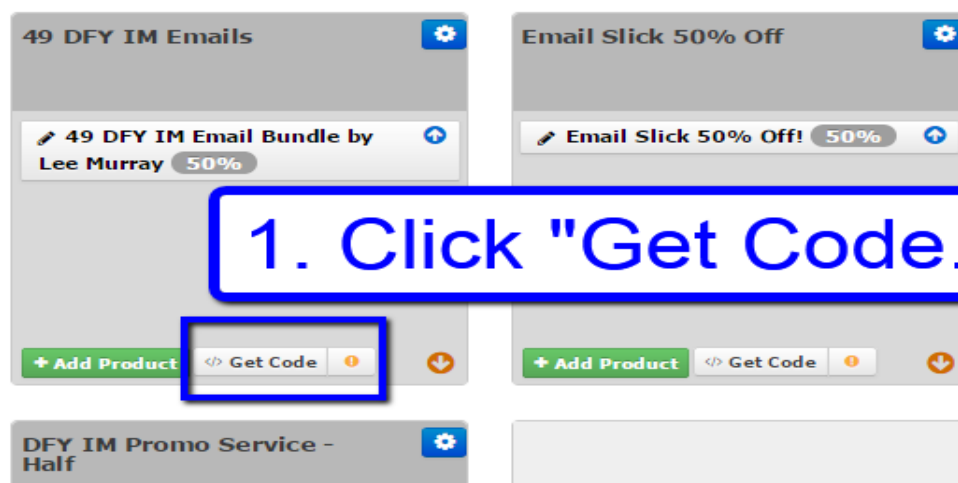 49 DFY IM Emails
49 DFY IM Email Bundle by
Lee Murray 50%
+ Add Product </> Get Code
Email Slick 50% Off
Email Slick 50% Off! 50%
1. Click "Get Code.
+ Add Product </> Get Code
DFY IM Promo Service -
Half